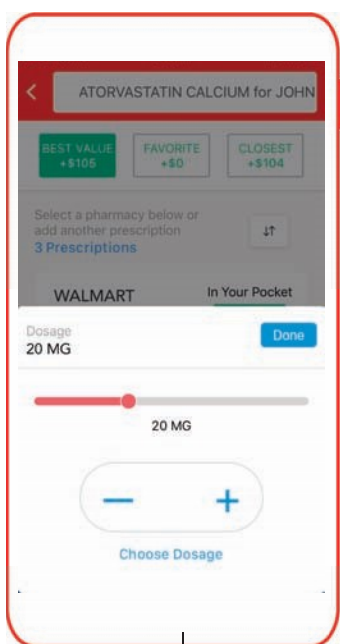 ATORVASTATIN CALCIUM for JOHN
BEST VALUE
+$105
FAVORITE
+$0
CLOSEST
+$104
Select a pharmacy below or
add another prescription
3 Prescriptions
WALMART
In Your Pocket
Dosage
20 MG
Done
20 MG
Choose Dosage